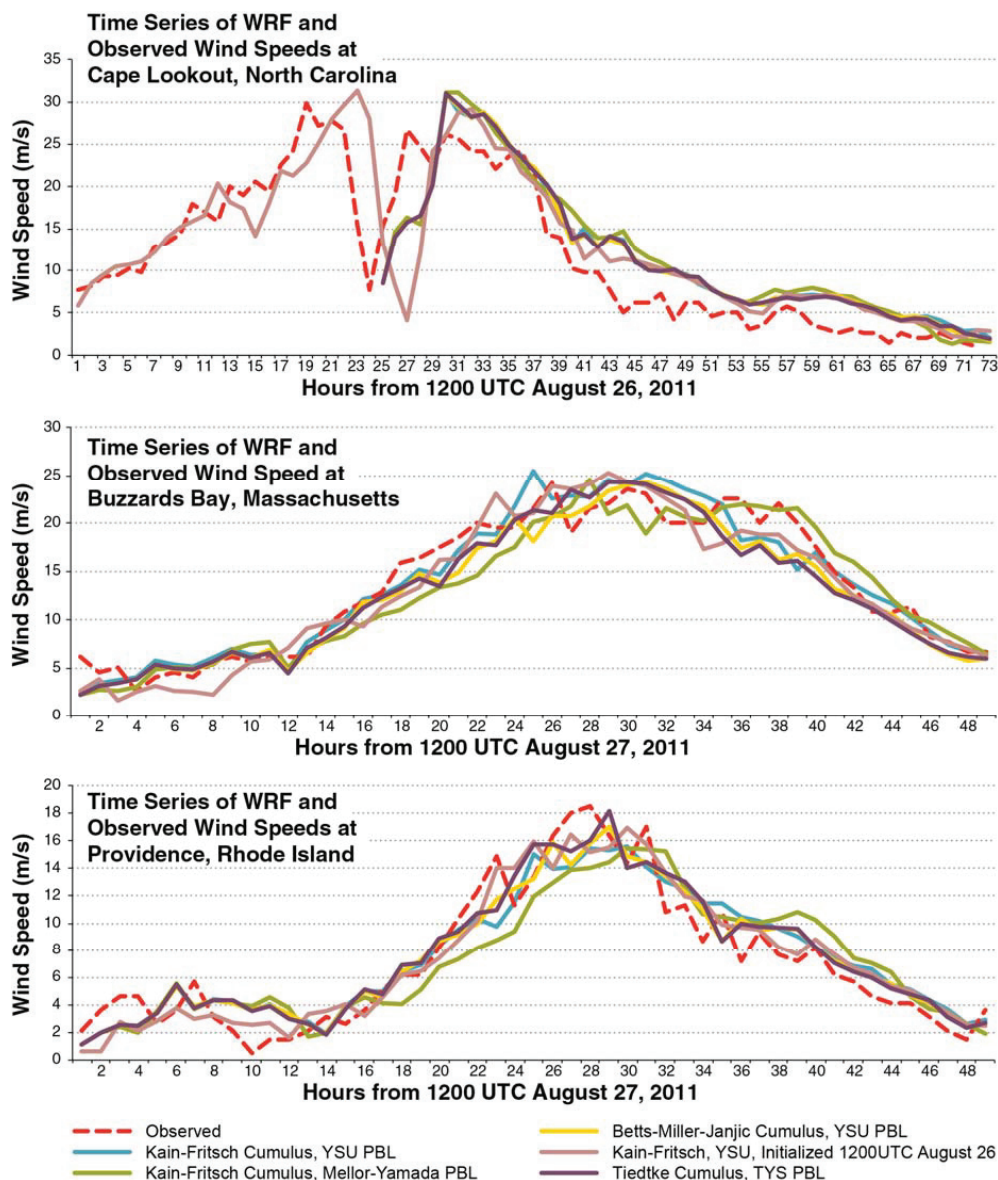 Time Series of WRF and
Observed Wind Speeds at
Cape Lookout, North Carolina
Wind Speed (m/s)
35
30
25
20
15
10
5
0
1 3 5 7 9 11 13 15 17 19 21 23 25 27 29 31 33 35 37 39 41 43 45 47 49 51 53 55 57 59 61 63 65 67 69 71 73
Hours from 1200 UTC August 26, 2011
Time Series of WRF and
Observed Wind Speed at
Buzzards Bay, Massachusetts
Wind Speed (m/s)
30
25
20
15
10
5
0
2 4 6 8 10 12 14 16 18 20 22 24 26 28 30 32 34 36 38 40 42 44 46 48
Hours from 1200 UTC August 27, 2011
Time Series of WRF and
Observed Wind Speeds at
Providence, Rhode Island
Wind Speed (m/s)
20
18
16
14
12
10
8
6
4
2
0
2 4 6 8 10 12 14 16 18 20 22 24 26 28 30 32 34 36 38 40 42 44 46 48
Hours from 1200 UTC August 27, 2011
Observed
Kain-Fritsch Cumulus, YSU PBL
Kain-Fritsch Cumulus, Mellor-Yamada PBL
Betts-Miller-Janjic Cumulus, YSU PBL
Kain-Fritsch, YSU, Initialized 1200UTC August 26
Tiedtke Cumulus, TYS PBL